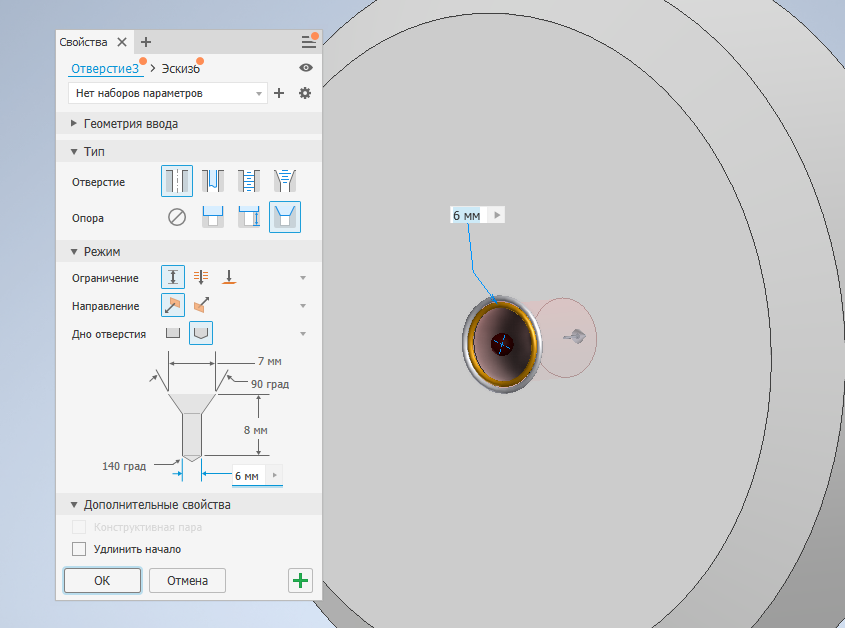 Свойства
Отверстие3 > Эскиз6
Нет наборов параметров
Геометрия ввода
Тип
Отверстие
Опора
Режим
Ограничение
Направление
Дно отверстия
7 мм
90 град
8 мм
140 град
6 мм
Дополнительные свойства
Конструктивная пара
Удлинить начало
ОК
Отмена
6 мм